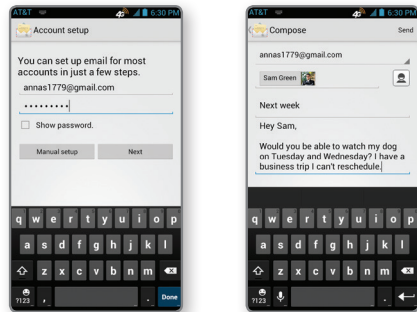 AT&T 4G 6:30 PM
Account setup
You can set up email for most
accounts in just a few steps.
annas1779@gmail.com
•••••••••
Show password.
Manual setup Next
q w e r t y u i o p
a s d f g h j k l
z x c v b n m
?123 , . Done
AT&T 4G 6:30 PM
Compose Send
annas1779@gmail.com
Sam Green
Next week
Hey Sam,
Would you be able to watch my dog
on Tuesday and Wednesday? I have a
business trip I can't reschedule.
q w e r t y u i o p
a s d f g h j k l
z x c v b n m
?123 .